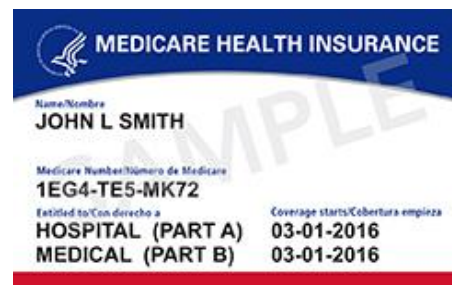 MEDICARE HEALTH INSURANCE
SAMPLE
Name/Nombre
JOHN L SMITH
Medicare Number/Número de Medicare
1EG4-TE5-MK72
Entitled to/Con derecho a Coverage starts/Cobertura empieza
HOSPITAL (PART A) 03-01-2016
MEDICAL (PART B) 03-01-2016